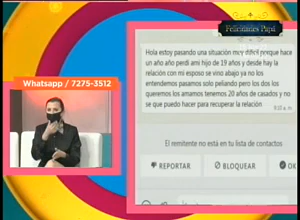 Felicidades Papá
Whatsapp / 7275-3512
Hola estoy pasando una situación muy difícil porque hace
un año año perdí ami hijo de 19 años y desde hay la
relación con mi esposo se vino abajo ya no los
entendemos pasamos solo peliando pero los dos los
queremos los amamos tenemos 20 años de casados y no
se que puedo hacer para recuperar la relación
El remitente no está en tu lista de contactos
REPORTAR
BLOQUEAR
OK